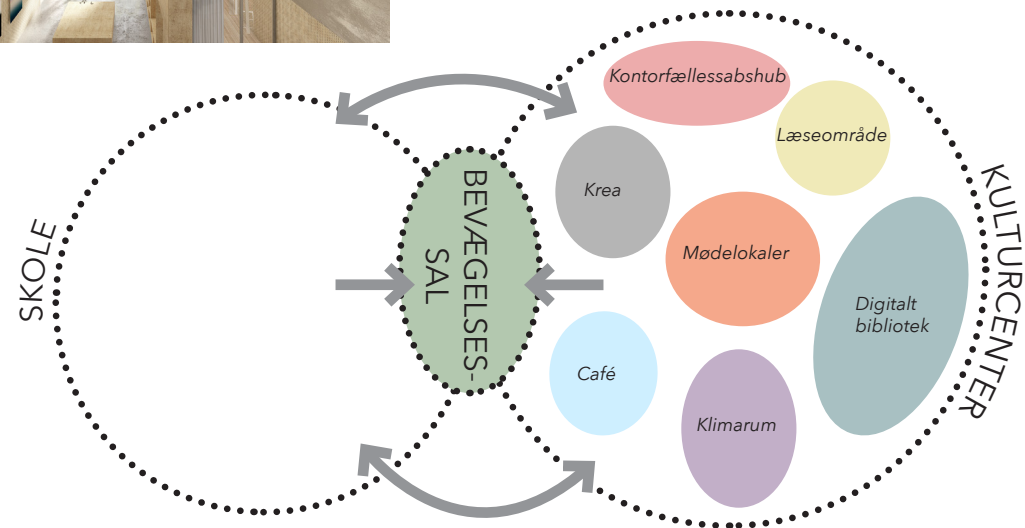 SKOLE
BEVÆGELSES-
SAL
Kontorfællessabshub
Læseområde
Krea
Mødelokaler
Digitalt
bibliotek
Café
Klimarum
KULTURCENTER